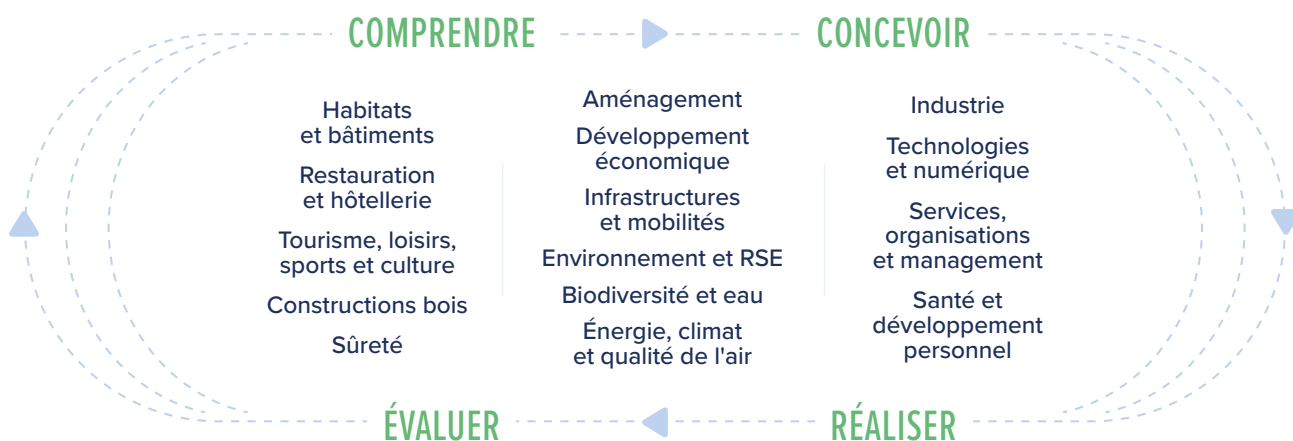 COMPRENDRE
CONCEVOIR
Habitats
et bâtiments
Restauration
et hôtellerie
Tourisme, loisirs,
sports et culture
Constructions bois
Sûreté
Aménagement
Développement
économique
Infrastructures
et mobilités
Environnement et RSE
Biodiversité et eau
Énergie, climat
et qualité de l'air
Industrie
Technologies
et numérique
Services,
organisations
et management
Santé et
développement
personnel
ÉVALUER
RÉALISER